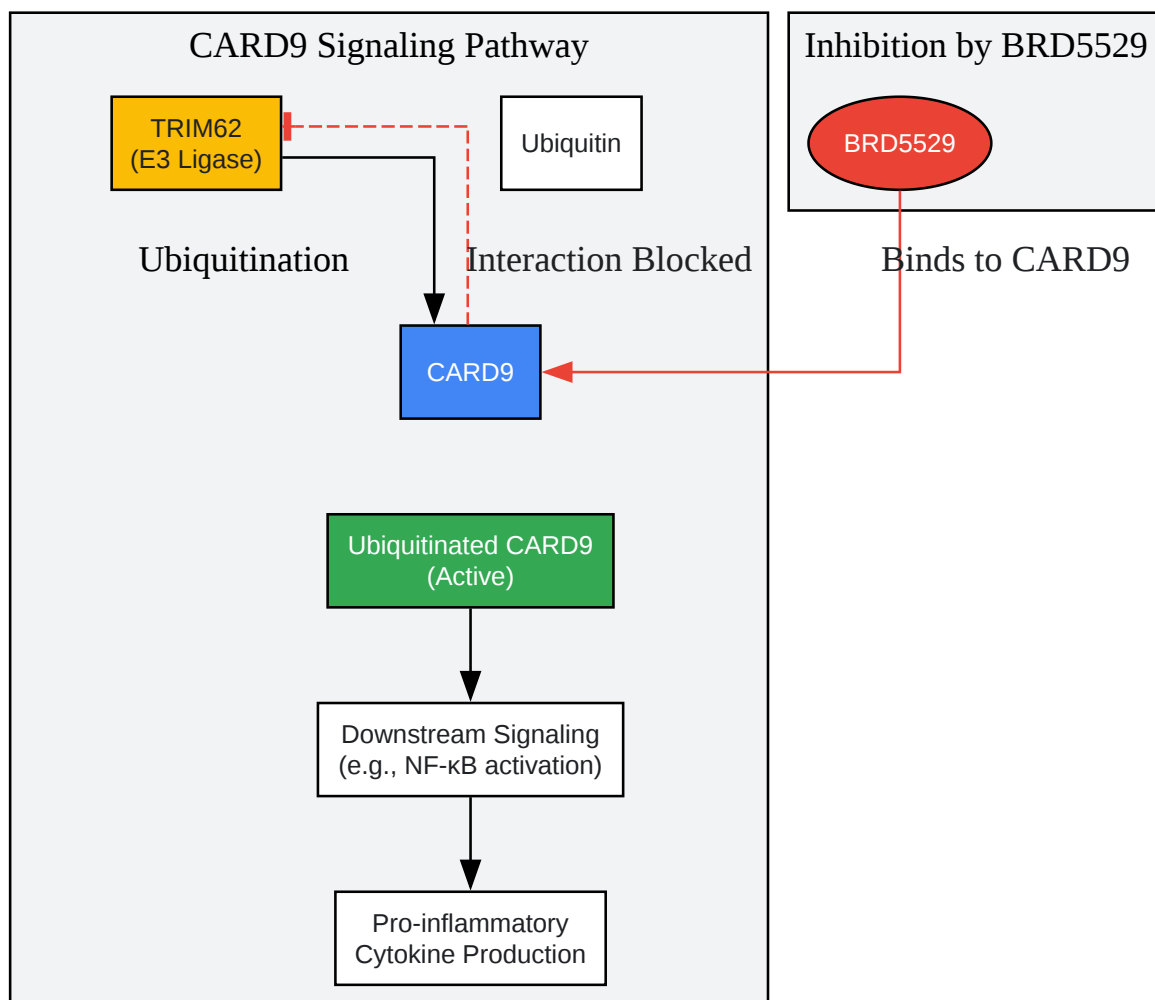 CARD9 Signaling Pathway
Inhibition by BRD5529
TRIM62
(E3 Ligase)
Ubiquitin
BRD5529
Ubiquitination
Interaction Blocked
Binds to CARD9
CARD9
Ubiquitinated CARD9
(Active)
Downstream Signaling
(e.g., NF-κB activation)
Pro-inflammatory
Cytokine Production